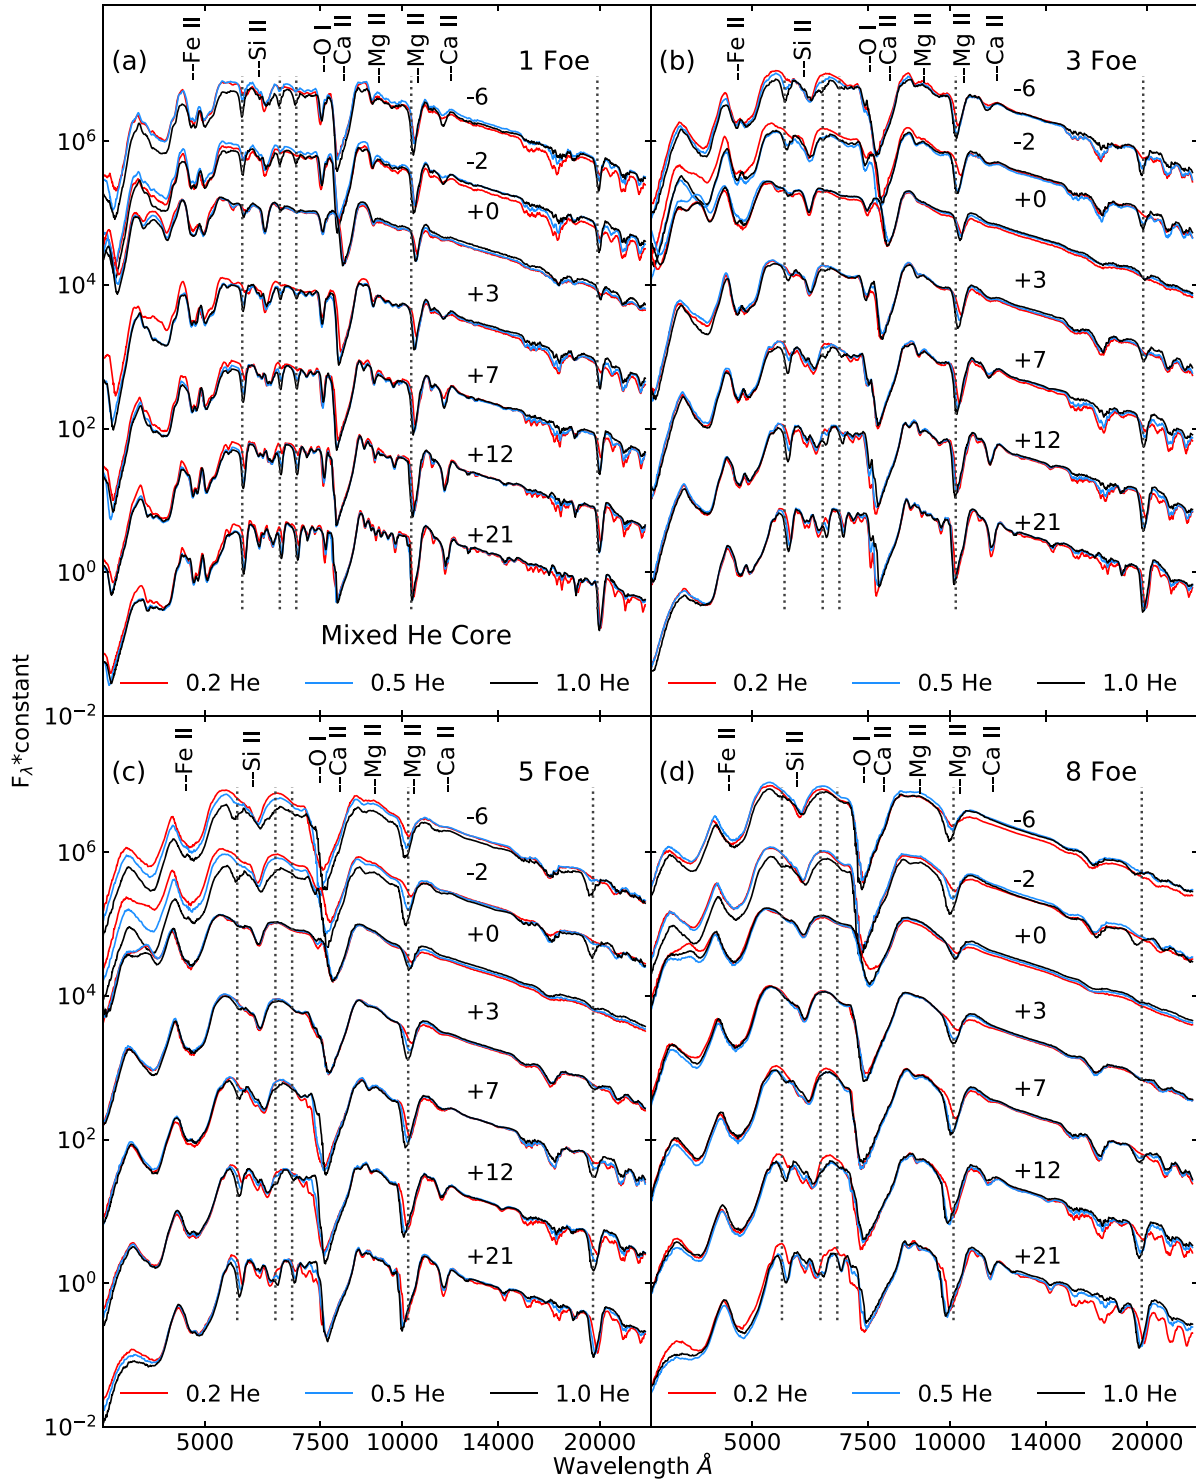 --Fe II --Si II --O I --Ca II --Mg II --Mg II --Ca II
--Fe II --Si II --O I --Ca II --Mg II --Mg II --Ca II
(a) 1 Foe
(b) 3 Foe
-6
-2
+0
+3
+7
+12
+21
-6
-2
+0
+3
+7
+12
+21
10^6
10^4
10^2
10^0
10^-2
Mixed He Core
0.2 He 0.5 He 1.0 He
0.2 He 0.5 He 1.0 He
F_λ*constant
--Fe II --Si II --O I --Ca II --Mg II --Mg II --Ca II
--Fe II --Si II --O I --Ca II --Mg II --Mg II --Ca II
(c) 5 Foe
(d) 8 Foe
-6
-2
+0
+3
+7
+12
+21
-6
-2
+0
+3
+7
+12
+21
10^6
10^4
10^2
10^0
10^-2
0.2 He 0.5 He 1.0 He
0.2 He 0.5 He 1.0 He
5000 7500 10000 14000 20000
5000 7500 10000 14000 20000
Wavelength Å